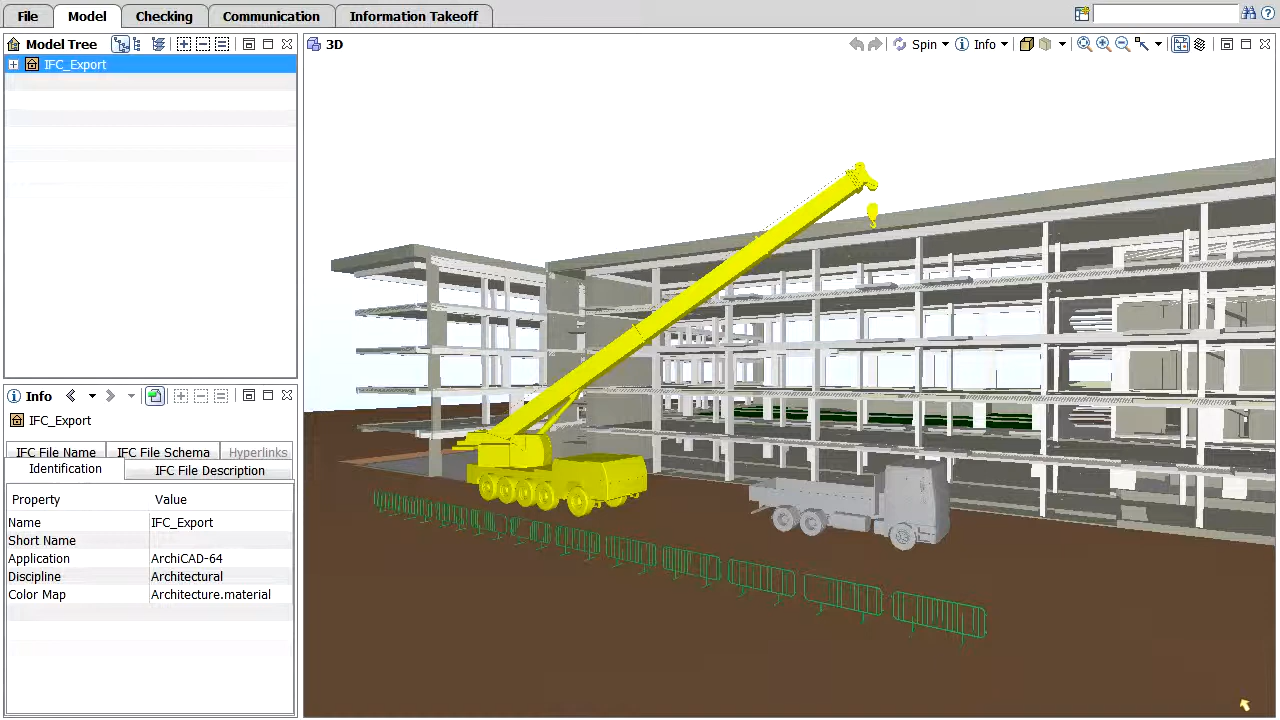 File Model Checking Communication Information Takeoff
Model Tree
IFC_Export
3D
Spin
Info
Info
IFC_Export
IFC File Name IFC File Schema Hyperlinks
Identification IFC File Description
Property Value
Name IFC_Export
Short Name
Application ArchiCAD-64
Discipline Architectural
Color Map Architecture.material